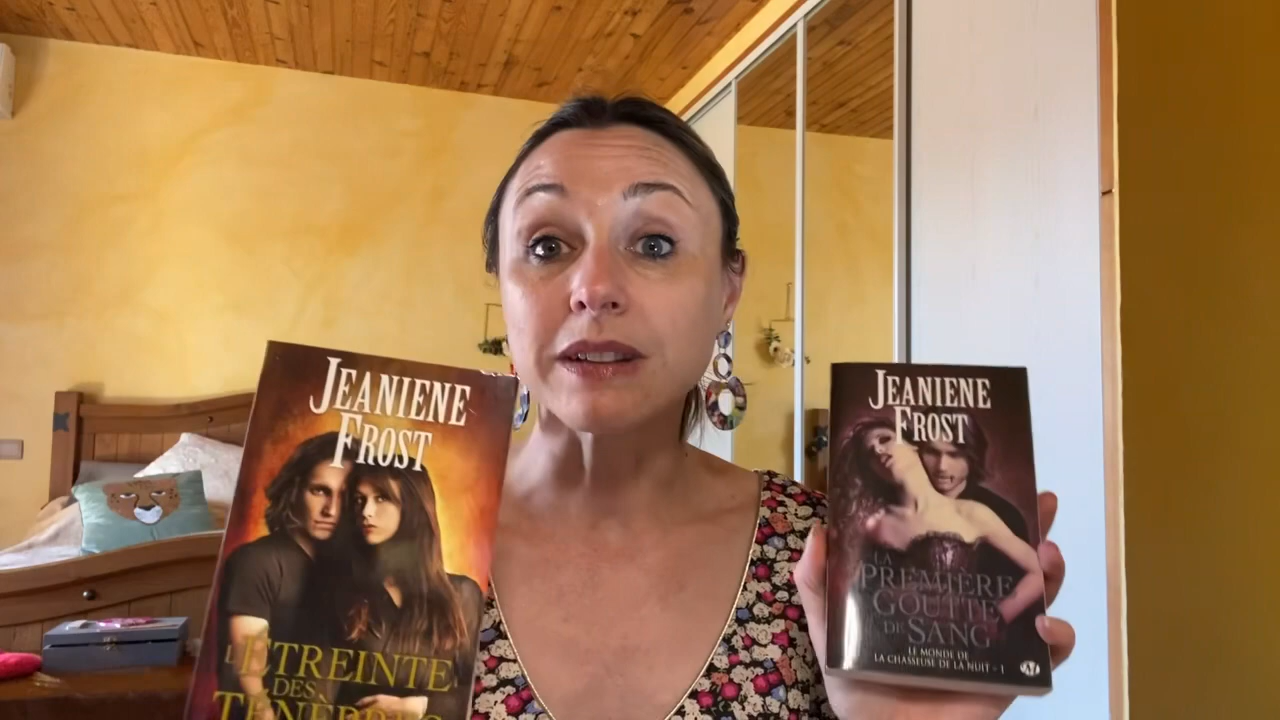 JEANIENE
FROST
L'ÉTREINTE
DES
TÉNÈBRES
JEANIENE
FROST
LA
PREMIÈRE
GOUTTE
DE SANG
LE MONDE DE
LA CHASSEUSE DE LA NUIT - 1
M